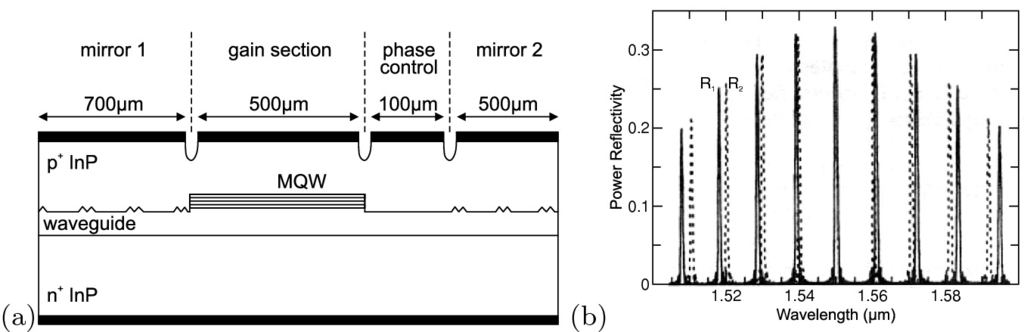 mirror 1
gain section
phase
control
mirror 2
700μm
500μm
100μm
500μm
p⁺ InP
MQW
waveguide
n⁺ InP
(a)
0.3
0.2
0.1
0
Power Reflectivity
R₁
R₂
1.52
1.54
1.56
1.58
Wavelength (μm)
(b)